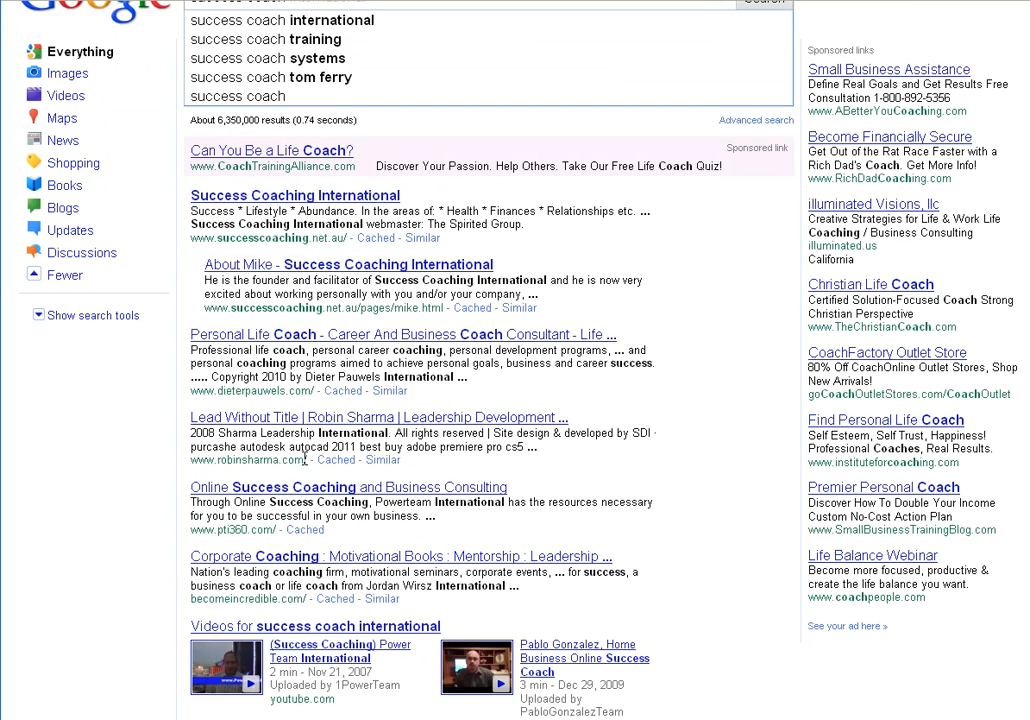 Google
Search
success coach international
success coach training
success coach systems
success coach tom ferry
success coach
Everything
Images
Videos
Maps
News
Shopping
Books
Blogs
Updates
Discussions
Fewer
Show search tools
About 6,350,000 results (0.74 seconds)
Advanced search
Can You Be a Life Coach?
Sponsored link
www.CoachTrainingAlliance.com Discover Your Passion. Help Others. Take Our Free Life Coach Quiz!
Success Coaching International
Success * Lifestyle * Abundance. In the areas of: * Health * Finances * Relationships etc. ...
Success Coaching International webmaster: The Spirited Group.
www.successcoaching.net.au/ - Cached - Similar
About Mike - Success Coaching International
He is the founder and facilitator of Success Coaching International and he is now very
excited about working personally with you and/or your company, ...
www.successcoaching.net.au/pages/mike.html - Cached - Similar
Personal Life Coach - Career And Business Coach Consultant - Life ...
Professional life coach, personal career coaching, personal development programs, ... and
personal coaching programs aimed to achieve personal goals, business and career success.
..... Copyright 2010 by Dieter Pauwels International ...
www.dieterpauwels.com/ - Cached - Similar
Lead Without Title | Robin Sharma | Leadership Development ...
2008 Sharma Leadership International. All rights reserved | Site design & developed by SDI ·
purcashe autodesk autocad 2011 best buy adobe premiere pro cs5 ...
www.robinsharma.com/ - Cached - Similar
Online Success Coaching and Business Consulting
Through Online Success Coaching, Powerteam International has the resources necessary
for you to be successful in your own business. ...
www.pti360.com/ - Cached
Corporate Coaching : Motivational Books : Mentorship : Leadership ...
Nation's leading coaching firm, motivational seminars, corporate events, ... for success, a
business coach or life coach from Jordan Wirsz International ...
becomeincredible.com/ - Cached - Similar
Videos for success coach international
(Success Coaching) Power
Team International
2 min - Nov 21, 2007
Uploaded by 1PowerTeam
youtube.com
Pablo Gonzalez, Home
Business Online Success
Coach
3 min - Dec 29, 2009
Uploaded by
PabloGonzalezTeam
Sponsored links
Small Business Assistance
Define Real Goals and Get Results Free
Consultation 1-800-892-5356
www.ABetterYouCoaching.com
Become Financially Secure
Get Out of the Rat Race Faster with a
Rich Dad's Coach. Get More Info!
www.RichDadCoaching.com
illuminated Visions, llc
Creative Strategies for Life & Work Life
Coaching / Business Consulting
illuminated.us
California
Christian Life Coach
Certified Solution-Focused Coach Strong
Christian Perspective
www.TheChristianCoach.com
CoachFactory Outlet Store
80% Off CoachOnline Outlet Stores, Shop
New Arrivals!
goCoachOutletStores.com/CoachOutlet
Find Personal Life Coach
Self Esteem, Self Trust, Happiness!
Professional Coaches, Real Results.
www.instituteforcoaching.com
Premier Personal Coach
Discover How To Double Your Income
Custom No-Cost Action Plan
www.SmallBusinessTrainingBlog.com
Life Balance Webinar
Become more focused, productive &
create the life balance you want.
www.coachpeople.com
See your ad here »